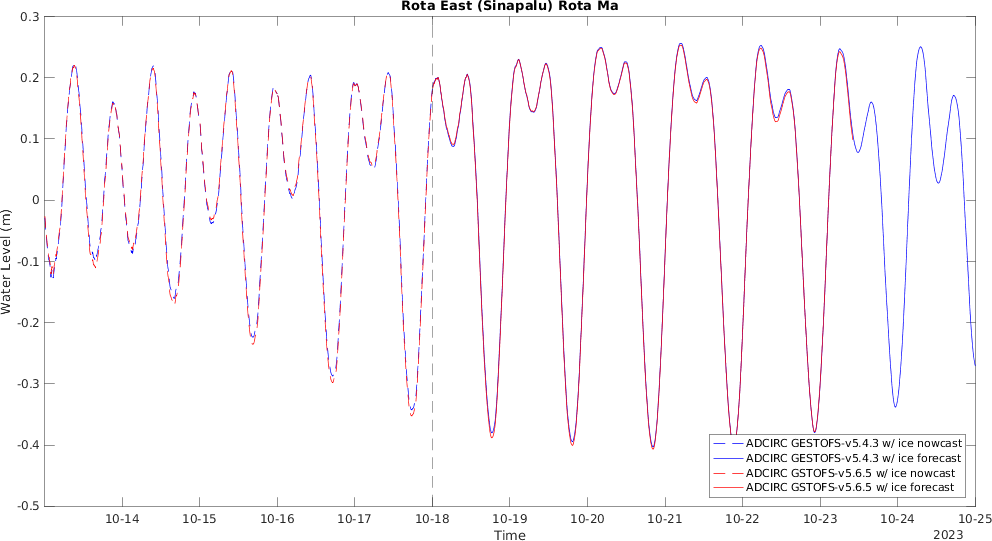 Rota East (Sinapalu) Rota Ma
0.3
0.2
0.1
0
-0.1
-0.2
-0.3
-0.4
-0.5
Water Level (m)
ADCIRC GESTOFS-v5.4.3 w/ ice nowcast
ADCIRC GESTOFS-v5.4.3 w/ ice forecast
ADCIRC GSTOFS-v5.6.5 w/ ice nowcast
ADCIRC GSTOFS-v5.6.5 w/ ice forecast
10-14 10-15 10-16 10-17 10-18 10-19 10-20 10-21 10-22 10-23 10-24 10-25
Time
2023